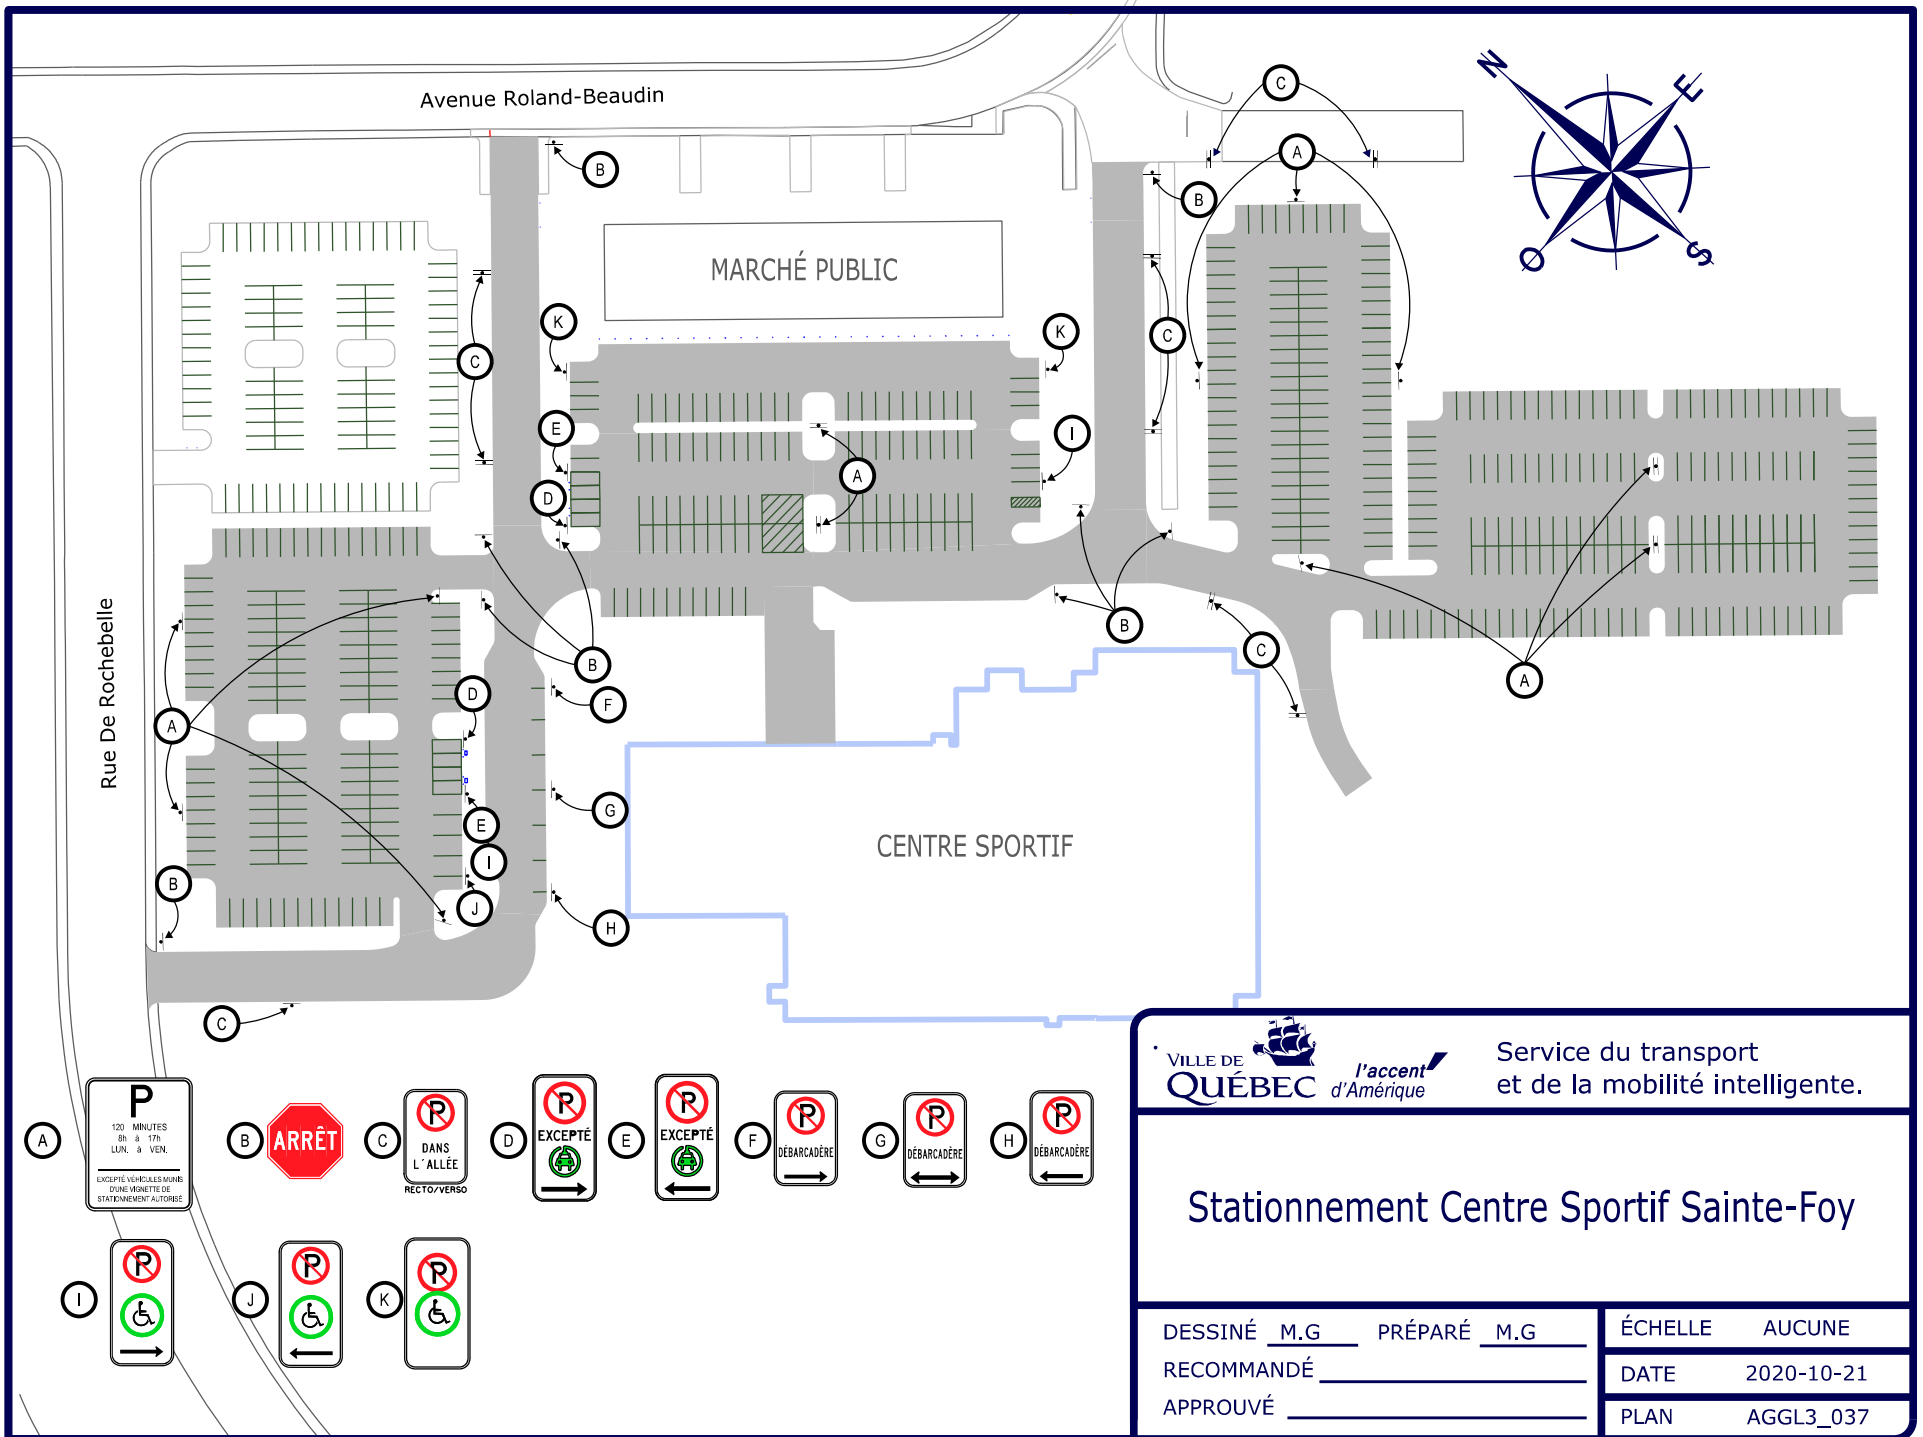 Avenue Roland-Beaudin
C
A
B
B
N
E
O
S
MARCHÉ PUBLIC
K
K
C
C
E
I
A
D
Rue De Rochebelle
B
B
C
A
D
F
A
G
E
I
CENTRE SPORTIF
B
J
H
C
A
P
120 MINUTES
8h à 17h
LUN. à VEN.
EXCEPTÉ VÉHICULES MUNIS
D'UNE VIGNETTE DE
STATIONNEMENT AUTORISÉ
B
ARRÊT
C
P
DANS
L'ALLÉE
RECTO/VERSO
D
P
EXCEPTÉ
E
P
EXCEPTÉ
F
P
DÉBARCADÈRE
G
P
DÉBARCADÈRE
H
P
DÉBARCADÈRE
I
P
J
P
K
P
VILLE DE
QUÉBEC
l'accent
d'Amérique
Service du transport
et de la mobilité intelligente.
Stationnement Centre Sportif Sainte-Foy
DESSINÉ M.G PRÉPARÉ M.G
RECOMMANDÉ
APPROUVÉ
ÉCHELLE AUCUNE
DATE 2020-10-21
PLAN AGGL3_037